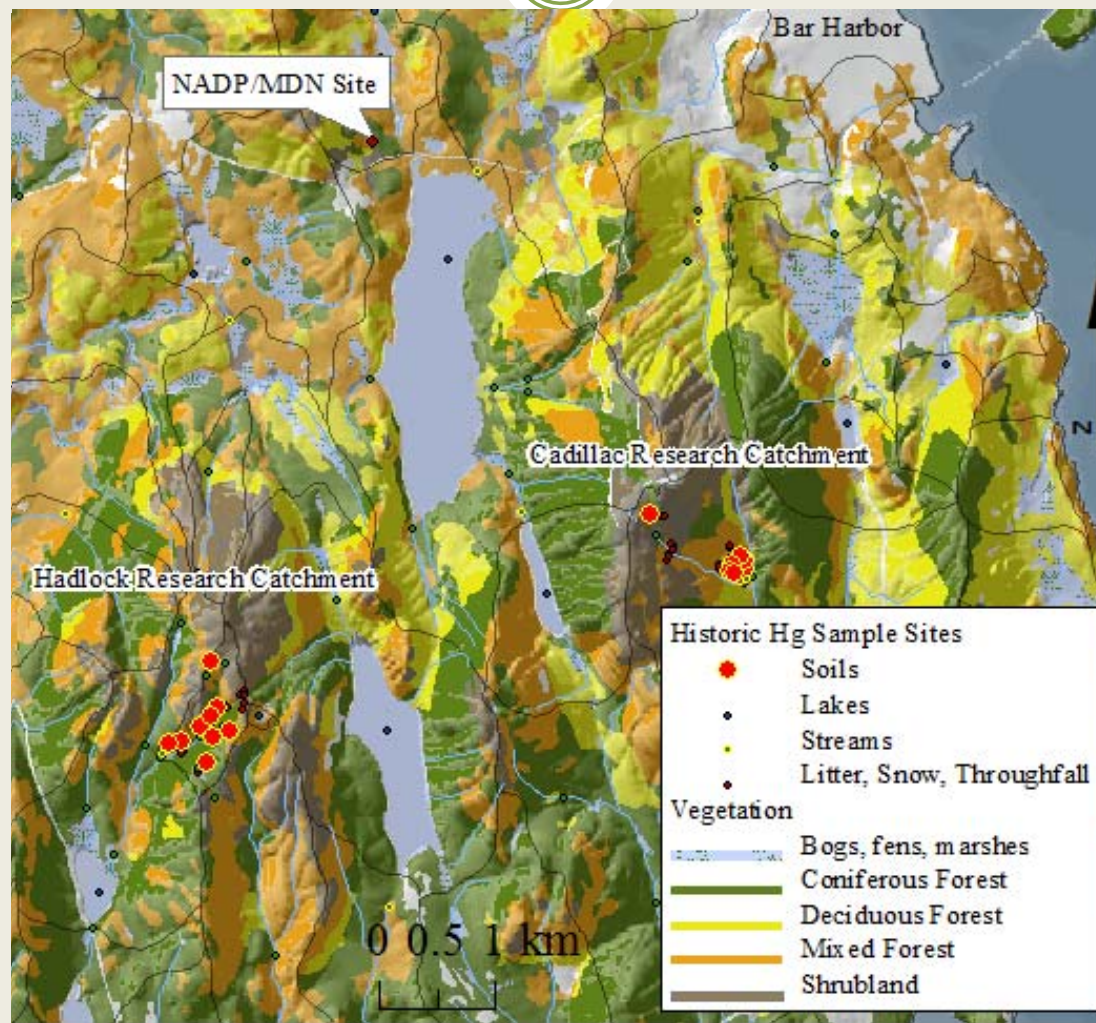 Bar Harbor
NADP/MDN Site
Cadillac Research Catchment
Hadlock Research Catchment
N
Historic Hg Sample Sites
Soils
Lakes
Streams
Litter, Snow, Throughfall
Vegetation
Bogs, fens, marshes
Coniferous Forest
Deciduous Forest
Mixed Forest
Shrubland
0 0.5 1 km